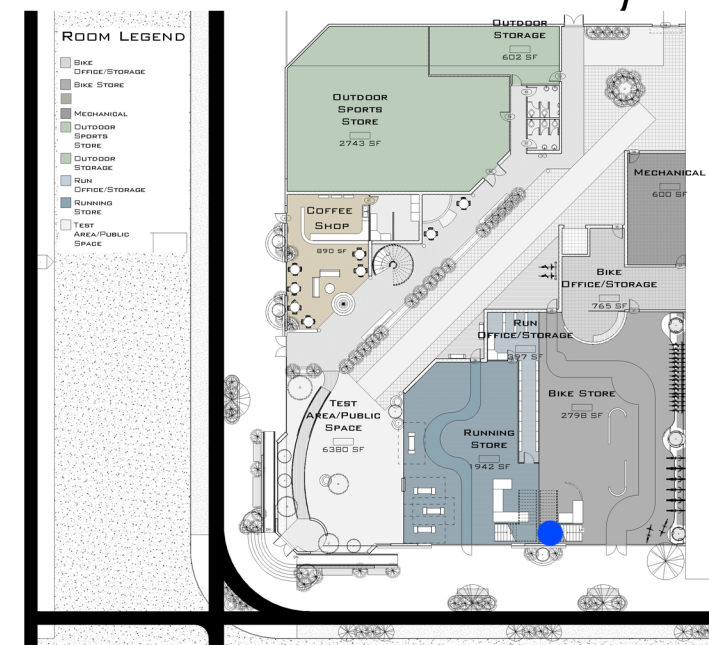 ROOM LEGEND
BIKE
OFFICE/STORAGE
BIKE STORE
MECHANICAL
OUTDOOR
SPORTS
STORE
OUTDOOR
STORAGE
RUN
OFFICE/STORAGE
RUNNING
STORE
TEST
AREA/PUBLIC
SPACE
OUTDOOR
STORAGE
602 SF
OUTDOOR
SPORTS
STORE
2743 SF
MECHANICAL
600 SF
COFFEE
SHOP
890 SF
BIKE
OFFICE/STORAGE
765 SF
RUN
OFFICE/STORAGE
397 SF
BIKE STORE
2798 SF
TEST
AREA/PUBLIC
SPACE
6380 SF
RUNNING
STORE
1942 SF